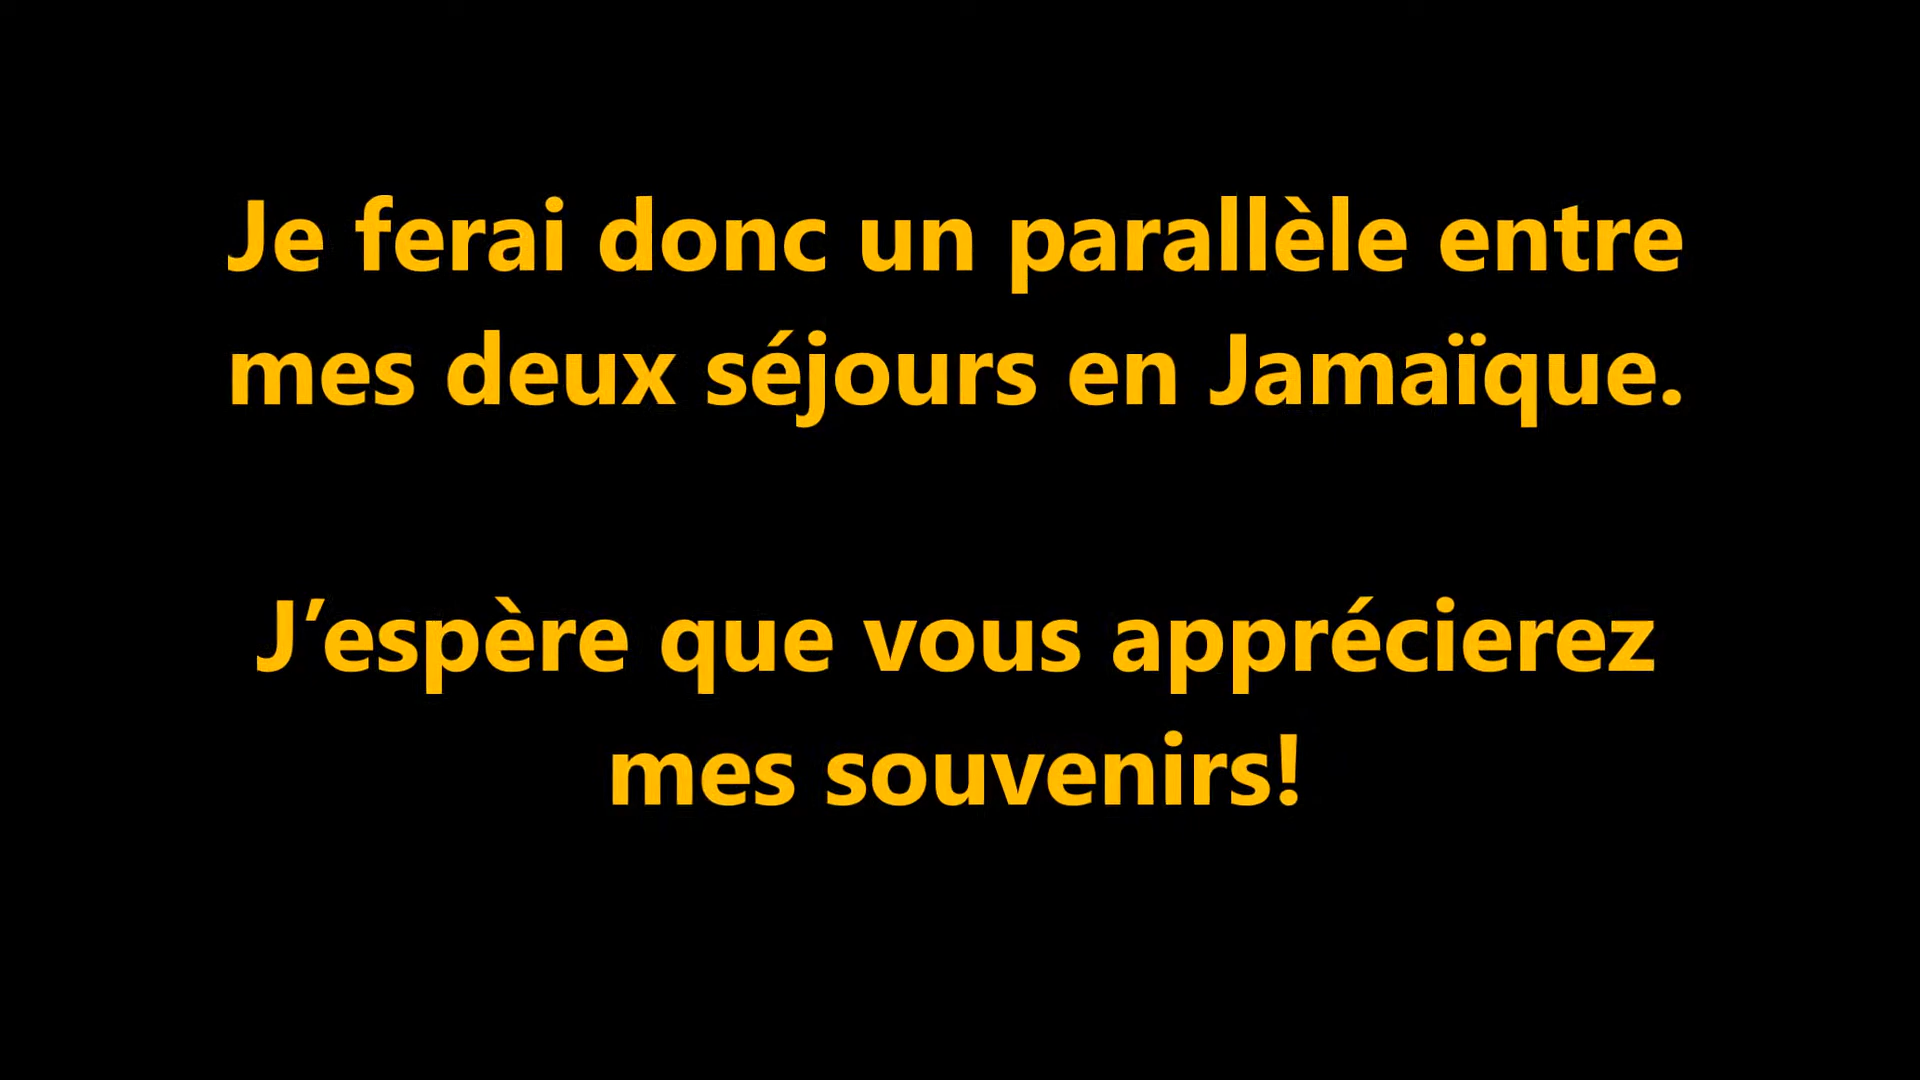 Je ferai donc un parallèle entre
mes deux séjours en Jamaïque.
J’espère que vous apprécierez
mes souvenirs!